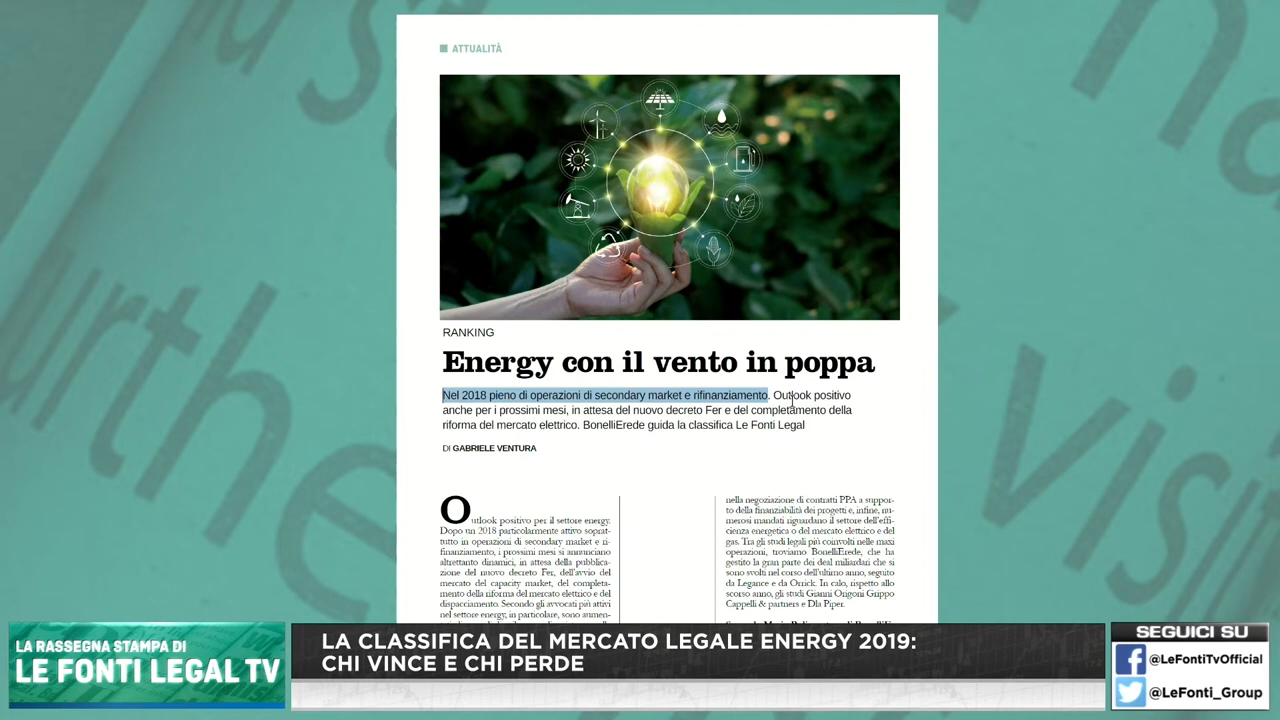 ATTUALITÀ
RANKING
Energy con il vento in poppa
Nel 2018 pieno di operazioni di secondary market e rifinanziamento. Outlook positivo
anche per i prossimi mesi, in attesa del nuovo decreto Fer e del completamento della
riforma del mercato elettrico. BonelliErede guida la classifica Le Fonti Legal
DI GABRIELE VENTURA
Outlook positivo per il settore energy.
Dopo un 2018 particolarmente attivo soprat-
tutto in operazioni di secondary market e ri-
finanziamento, i prossimi mesi si annunciano
altrettanto dinamici, in attesa della pubblica-
zione del nuovo decreto Fer, dell'avvio del
mercato del capacity market, del completa-
mento della riforma del mercato elettrico e del
dispacciamento. Secondo gli avvocati più attivi
nel settore energy, in particolare, sono aumen-
nella negoziazione di contratti PPA a suppor-
to della finanziabilità dei progetti e, infine, nu-
merosi mandati riguardano il settore dell'effi-
cienza energetica o del mercato elettrico e del
gas. Tra gli studi legali più coinvolti nelle maxi
operazioni, troviamo BonelliErede, che ha
gestito la gran parte dei deal miliardari che si
sono svolti nel corso dell'ultimo anno, seguito
da Legance e da Orrick. In calo, rispetto allo
scorso anno, gli studi Gianni Origoni Grippo
Cappelli & partners e Dla Piper.
LA RASSEGNA STAMPA DI
LE FONTI LEGAL TV
LA CLASSIFICA DEL MERCATO LEGALE ENERGY 2019:
CHI VINCE E CHI PERDE
SEGUICI SU
@LeFontiTvOfficial
@LeFonti_Group